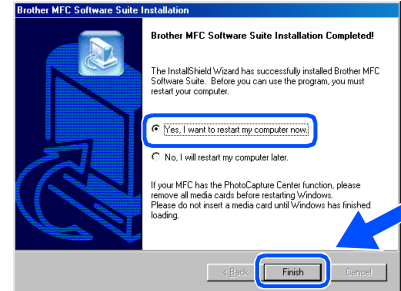 Brother MFC Software Suite Installation
Brother MFC Software Suite Installation Completed!
The InstallShield Wizard has successfully installed Brother MFC
Software Suite. Before you can use the program, you must
restart your computer.
Yes, I want to restart my computer now.
No, I will restart my computer later.
If your MFC has the PhotoCapture Center function, please
remove all media cards before restarting Windows.
Please do not insert a media card until Windows has finished
loading.
< Back
Finish
Cancel